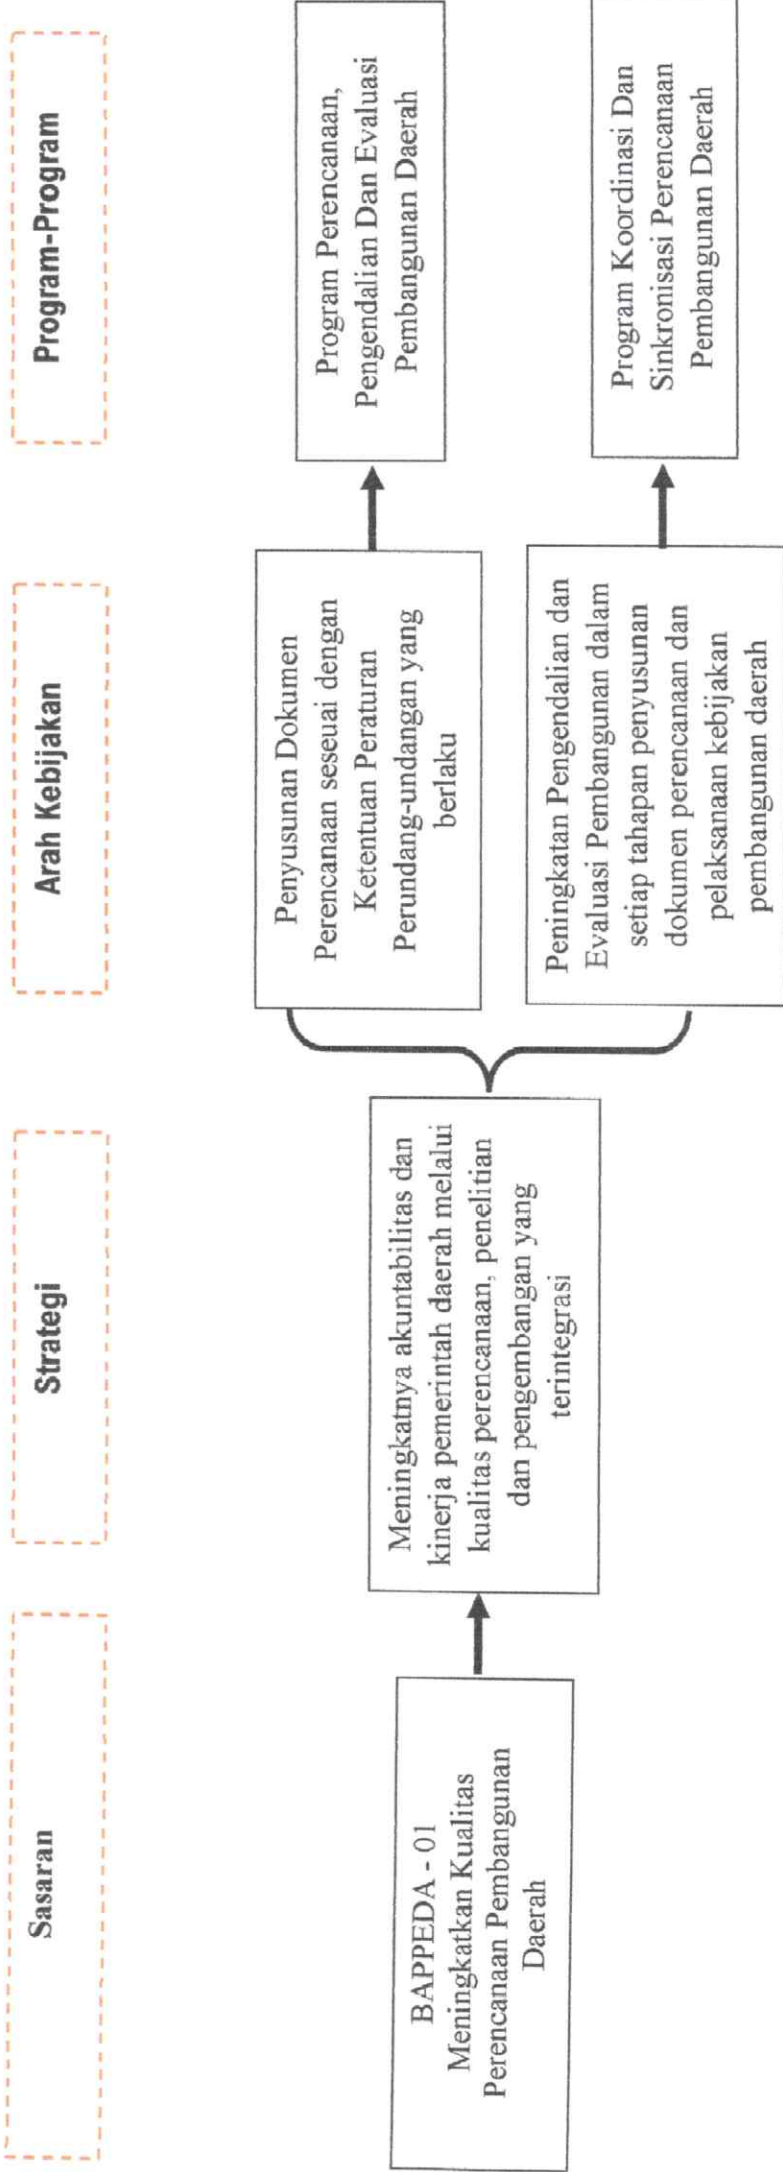 Sasaran
Strategi
Arah Kebijakan
Program-Program
BAPPEDA - 01
Meningkatkan Kualitas
Perencanaan Pembangunan
Daerah
Meningkatnya akuntabilitas dan
kinerja pemerintah daerah melalui
kualitas perencanaan, penelitian
dan pengembangan yang
terintegrasi
Penyusunan Dokumen
Perencanaan seseuai dengan
Ketentuan Peraturan
Perundang-undangan yang
berlaku
Program Perencanaan,
Pengendalian Dan Evaluasi
Pembangunan Daerah
Peningkatan Pengendalian dan
Evaluasi Pembangunan dalam
setiap tahapan penyusunan
dokumen perencanaan dan
pelaksanaan kebijakan
pembangunan daerah
Program Koordinasi Dan
Sinkronisasi Perencanaan
Pembangunan Daerah